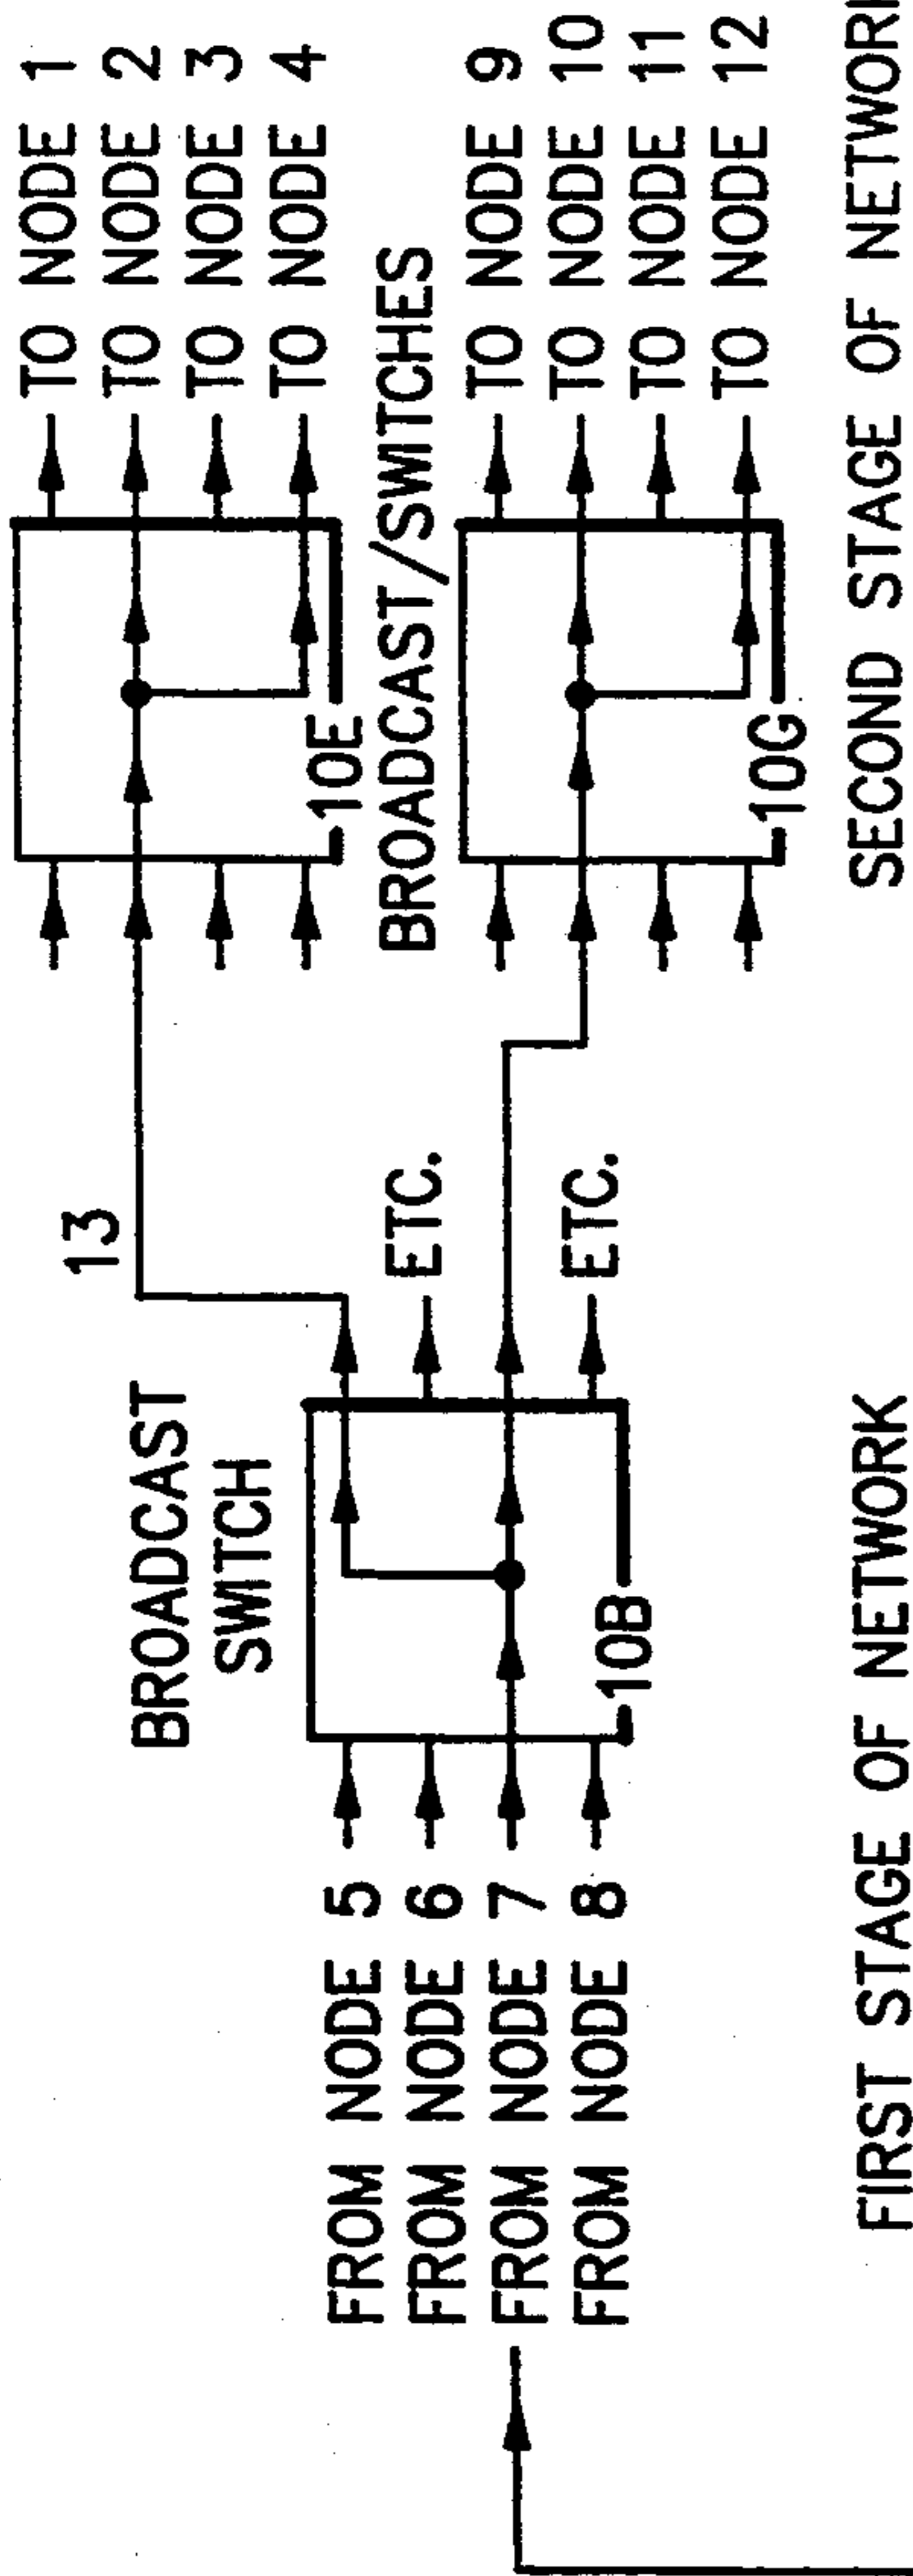 BROADCAST
SWITCH
13
FROM NODE 5
FROM NODE 6
FROM NODE 7
FROM NODE 8
10B
ETC.
ETC.
TO NODE 1
TO NODE 2
TO NODE 3
TO NODE 4
10E
BROADCAST/SWITCHES
TO NODE 9
TO NODE 10
TO NODE 11
TO NODE 12
10G
FIRST STAGE OF NETWORK
SECOND STAGE OF NETWORK